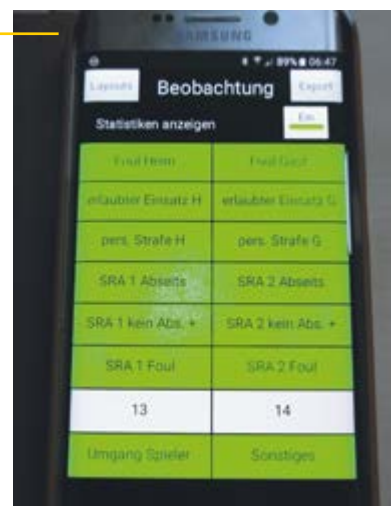 SAMSUNG
89% 06:47
Layouts Beobachtung Export
Statistiken anzeigen Ein
Foul Heim Foul Gast
erlaubter Einsatz H erlaubter Einsatz G
pers. Strafe H pers. Strafe G
SRA 1 Abseits SRA 2 Abseits
SRA 1 kein Abs. + SRA 2 kein Abs. +
SRA 1 Foul SRA 2 Foul
13 14
Umgang Spieler Sonstiges